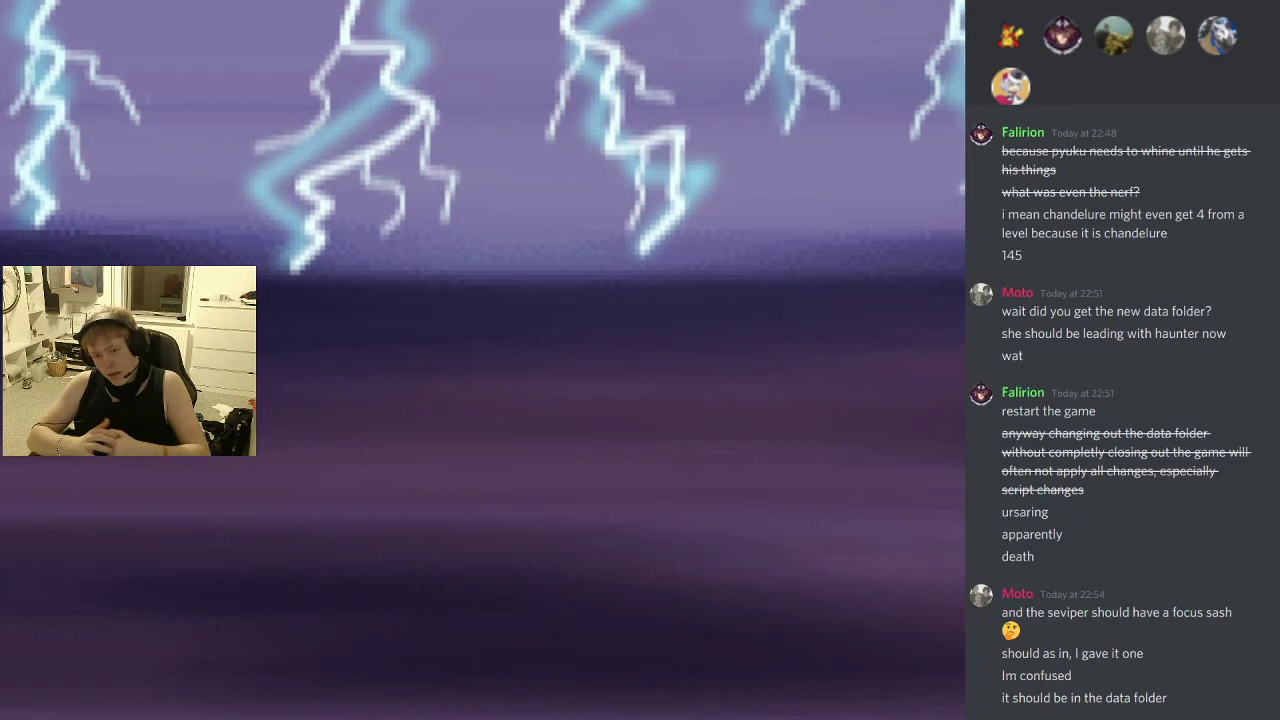 Falirion Today at 22:48
because pyuku needs to whine until he gets
his things
what was even the nerf?
i mean chandelure might even get 4 from a
level because it is chandelure
145
Moto Today at 22:51
wait did you get the new data folder?
she should be leading with haunter now
wat
Falirion Today at 22:51
restart the game
anyway changing out the data folder
without completly closing out the game will
often not apply all changes, especially
script changes
ursaring
apparently
death
Moto Today at 22:54
and the seviper should have a focus sash
🤔
should as in, I gave it one
Im confused
it should be in the data folder